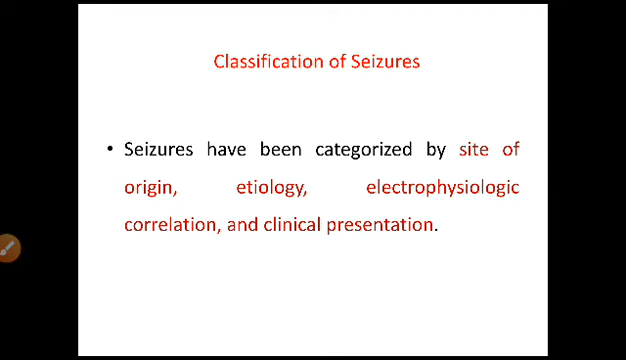 Classification of Seizures
• Seizures have been categorized by site of
origin, etiology, electrophysiologic
correlation, and clinical presentation.